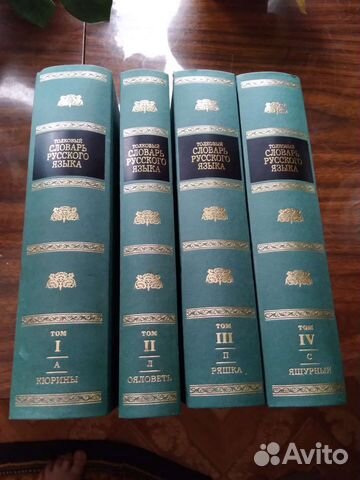 ТОЛКОВЫЙ
СЛОВАРЬ
РУССКОГО
ЯЗЫКА
ТОМ
I
А
КЮРИНЫ
ТОЛКОВЫЙ
СЛОВАРЬ
РУССКОГО
ЯЗЫКА
ТОМ
II
Л
ОЯЛОВЕТЬ
ТОЛКОВЫЙ
СЛОВАРЬ
РУССКОГО
ЯЗЫКА
ТОМ
III
П
РЯШКА
ТОЛКОВЫЙ
СЛОВАРЬ
РУССКОГО
ЯЗЫКА
ТОМ
IV
С
ЯШУРНЫЙ
Avito